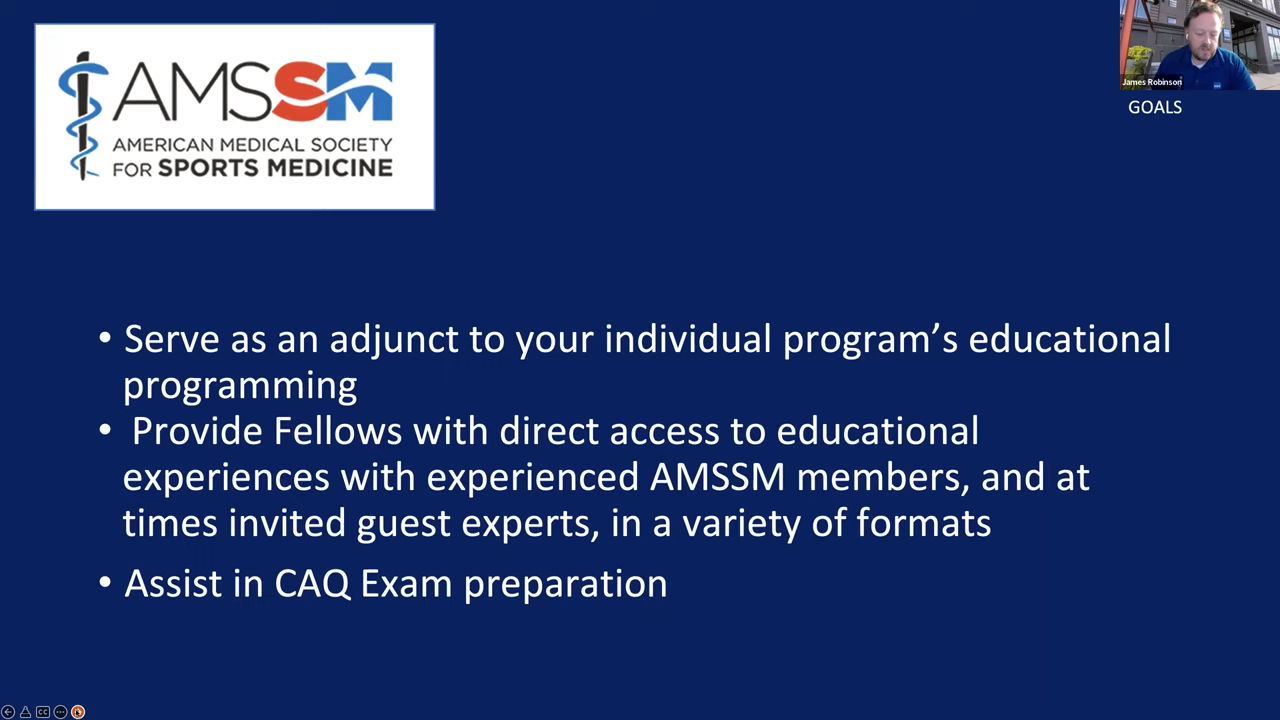 AMSSM
AMERICAN MEDICAL SOCIETY
FOR SPORTS MEDICINE
James Robinson
GOALS
• Serve as an adjunct to your individual program’s educational
programming
• Provide Fellows with direct access to educational
experiences with experienced AMSSM members, and at
times invited guest experts, in a variety of formats
• Assist in CAQ Exam preparation
CC